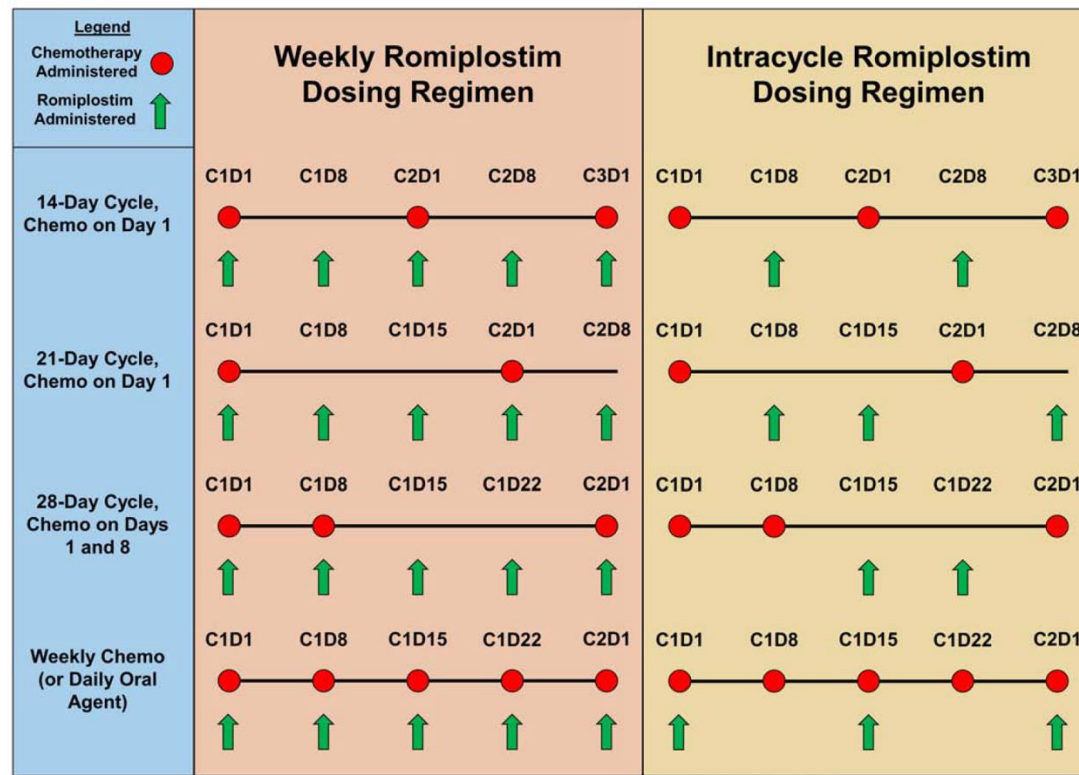 Legend
Chemotherapy
Administered
Romiplostim
Administered
Weekly Romiplostim
Dosing Regimen
Intracycle Romiplostim
Dosing Regimen
14-Day Cycle,
Chemo on Day 1
C1D1 C1D8 C2D1 C2D8 C3D1
C1D1 C1D8 C2D1 C2D8 C3D1
21-Day Cycle,
Chemo on Day 1
C1D1 C1D8 C1D15 C2D1 C2D8
C1D1 C1D8 C1D15 C2D1 C2D8
28-Day Cycle,
Chemo on Days
1 and 8
C1D1 C1D8 C1D15 C1D22 C2D1
C1D1 C1D8 C1D15 C1D22 C2D1
Weekly Chemo
(or Daily Oral
Agent)
C1D1 C1D8 C1D15 C1D22 C2D1
C1D1 C1D8 C1D15 C1D22 C2D1